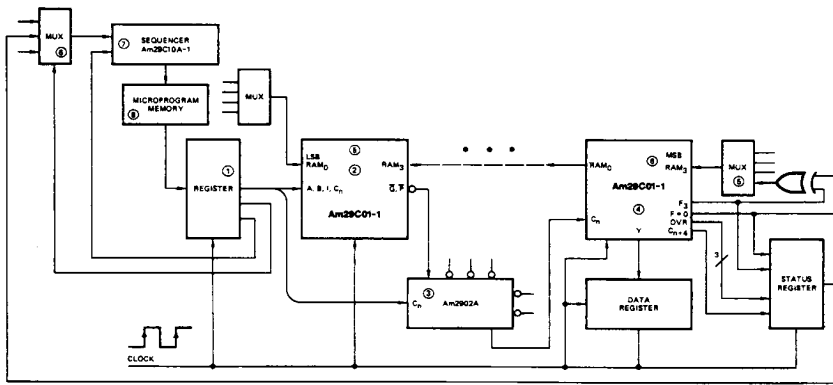 MUX
⑥
⑦
SEQUENCER
Am29C10A-1
MICROPROGRAM
MEMORY
⑧
MUX
① REGISTER
LSB
RAM0
⑤
②
RAM3
A, B, I, Cn
G̅, P̅
Am29C01-1
• • •
RAM0
⑥
MSB
RAM3
Am29C01-1
④
Cn
Y
F3
F = 0
OVR
Cn+4
MUX
⑤
3
STATUS
REGISTER
Cn
③
Am2902A
DATA
REGISTER
CLOCK